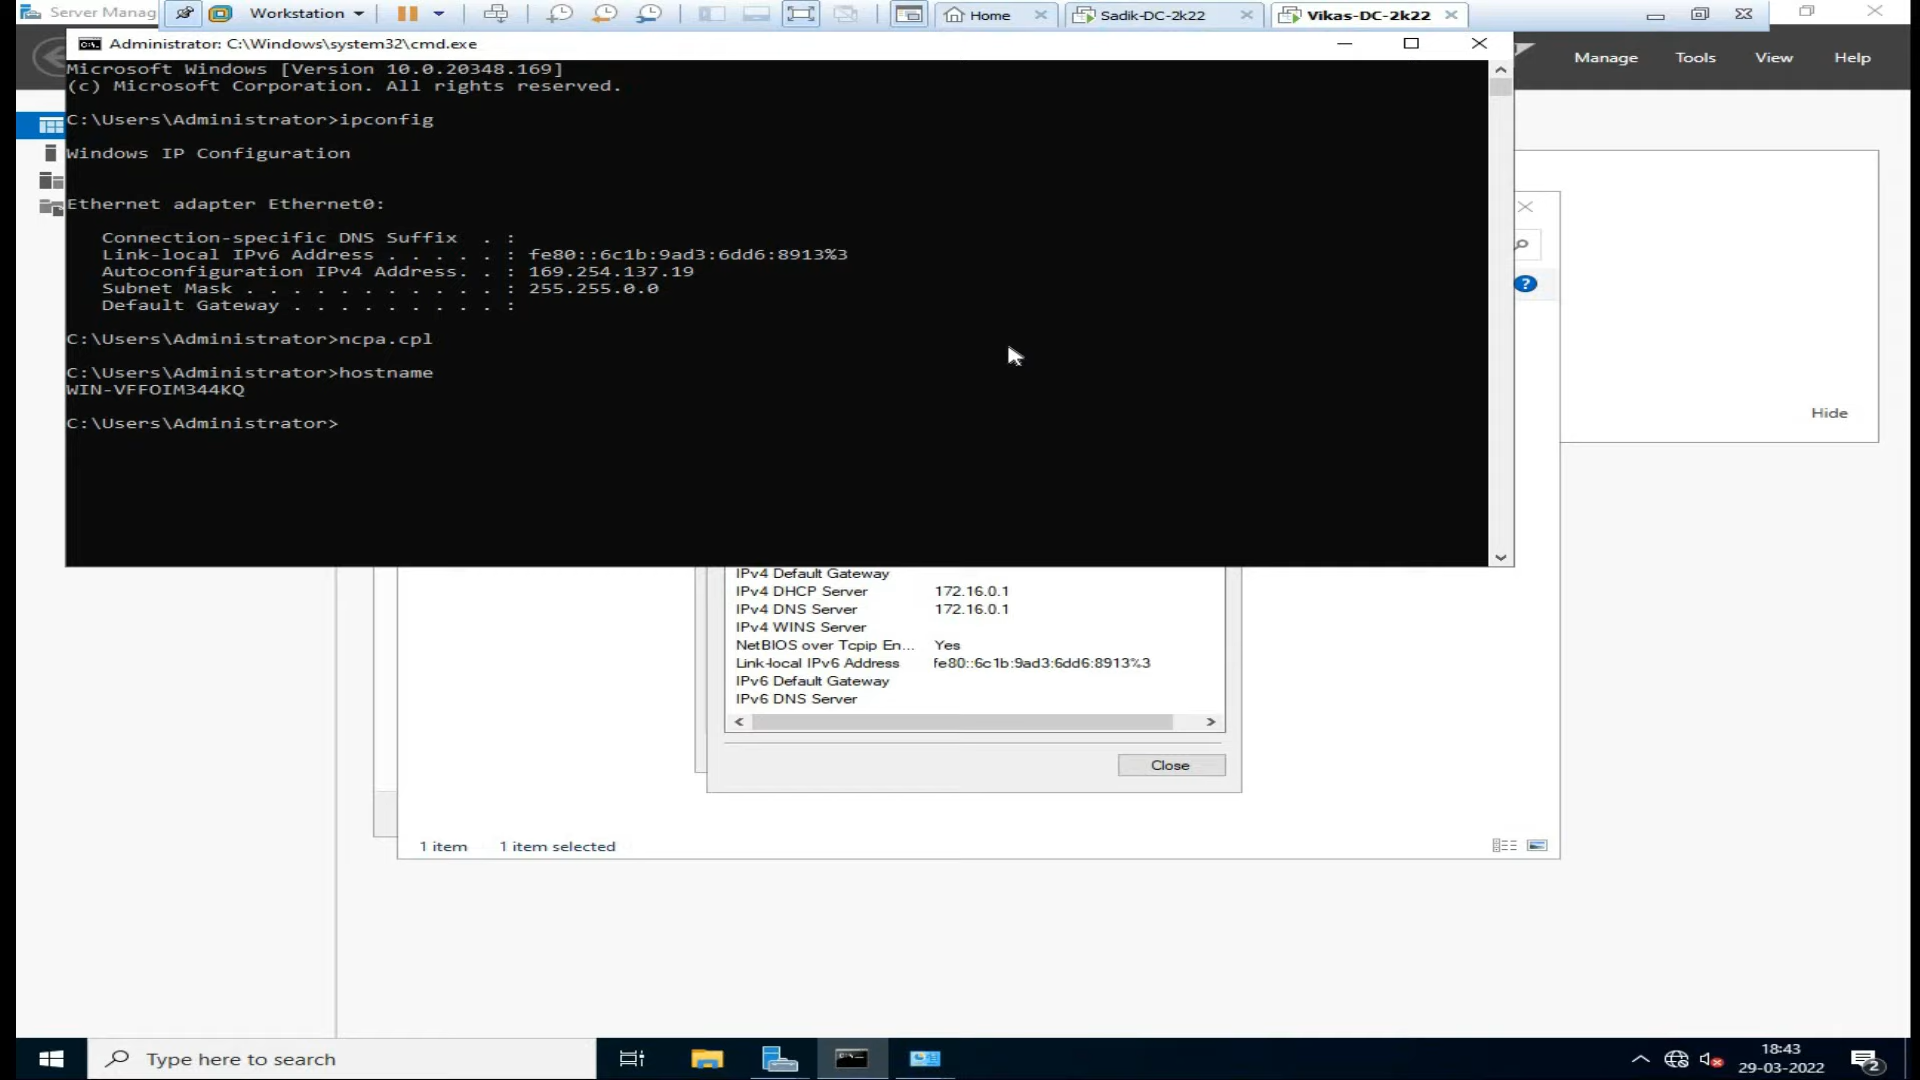 Server Manag
Workstation
Home
Sadik-DC-2k22
Vikas-DC-2k22
Manage
Tools
View
Help
Administrator: C:\Windows\system32\cmd.exe
Microsoft Windows [Version 10.0.20348.169]
(c) Microsoft Corporation. All rights reserved.
C:\Users\Administrator>ipconfig
Windows IP Configuration
Ethernet adapter Ethernet0:
Connection-specific DNS Suffix . :
Link-local IPv6 Address . . . . . : fe80::6c1b:9ad3:6dd6:8913%3
Autoconfiguration IPv4 Address. . : 169.254.137.19
Subnet Mask . . . . . . . . . . . : 255.255.0.0
Default Gateway . . . . . . . . . :
C:\Users\Administrator>ncpa.cpl
C:\Users\Administrator>hostname
WIN-VFFOIM344KQ
C:\Users\Administrator>
Hide
IPv4 Default Gateway
IPv4 DHCP Server 172.16.0.1
IPv4 DNS Server 172.16.0.1
IPv4 WINS Server
NetBIOS over Tcpip En... Yes
Link-local IPv6 Address fe80::6c1b:9ad3:6dd6:8913%3
IPv6 Default Gateway
IPv6 DNS Server
Close
1 item 1 item selected
Type here to search
18:43
29-03-2022
2